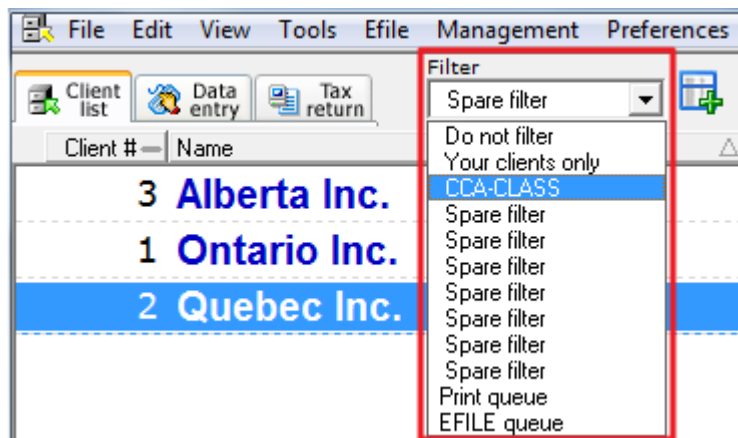 File Edit View Tools Efile Management Preferences
Filter
Client list
Data entry
Tax return
Spare filter
Client # Name
3 Alberta Inc.
1 Ontario Inc.
2 Quebec Inc.
Do not filter
Your clients only
CCA-CLASS
Spare filter
Spare filter
Spare filter
Spare filter
Spare filter
Spare filter
Spare filter
Print queue
EFILE queue